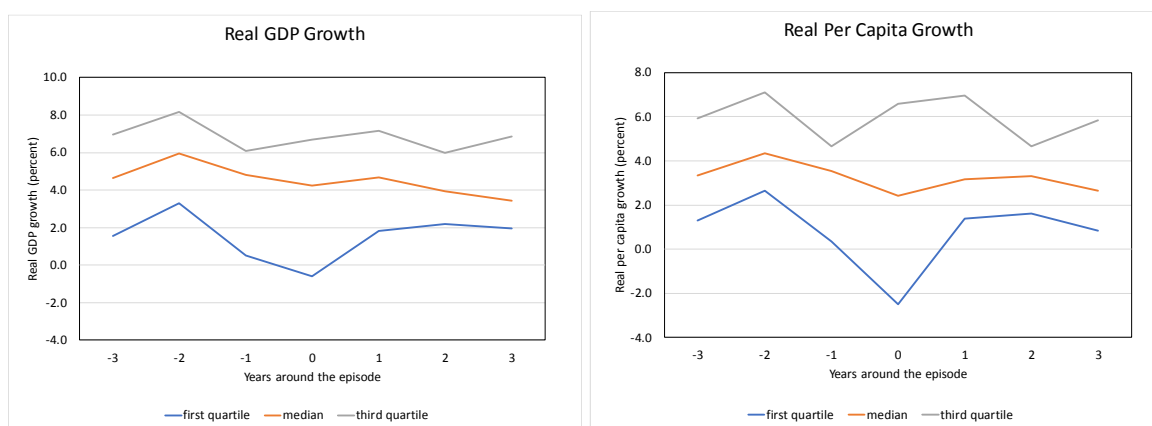 Real GDP Growth
Real GDP growth (percent)
10.0
8.0
6.0
4.0
2.0
0.0
-2.0
-4.0
-3 -2 -1 0 1 2 3
Years around the episode
first quartile median third quartile
Real Per Capita Growth
Real per capita growth (percent)
8.0
6.0
4.0
2.0
0.0
-2.0
-4.0
-3 -2 -1 0 1 2 3
Years around the episode
first quartile median third quartile